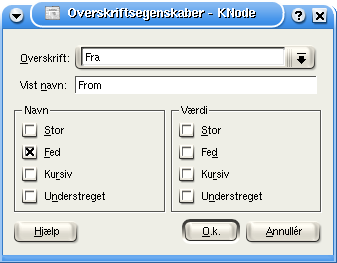 Overskriftsegenskaber - KNode
Overskrift: Fra
Vist navn: From
Navn Værdi
Stor Stor
Fed Fed
Kursiv Kursiv
Understreget Understreget
Hjælp O.k. Annullér